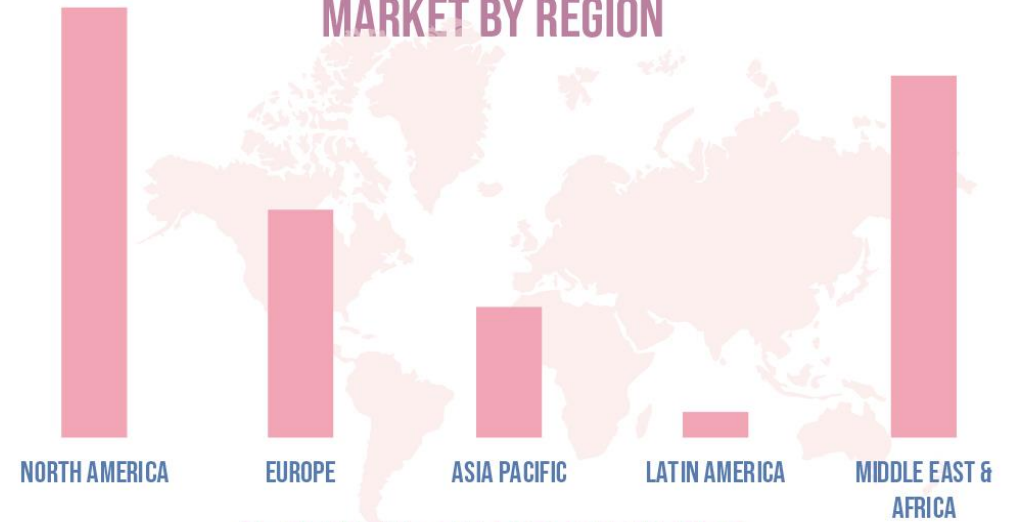 MARKET BY REGION
NORTH AMERICA
EUROPE
ASIA PACIFIC
LATIN AMERICA
MIDDLE EAST &
AFRICA